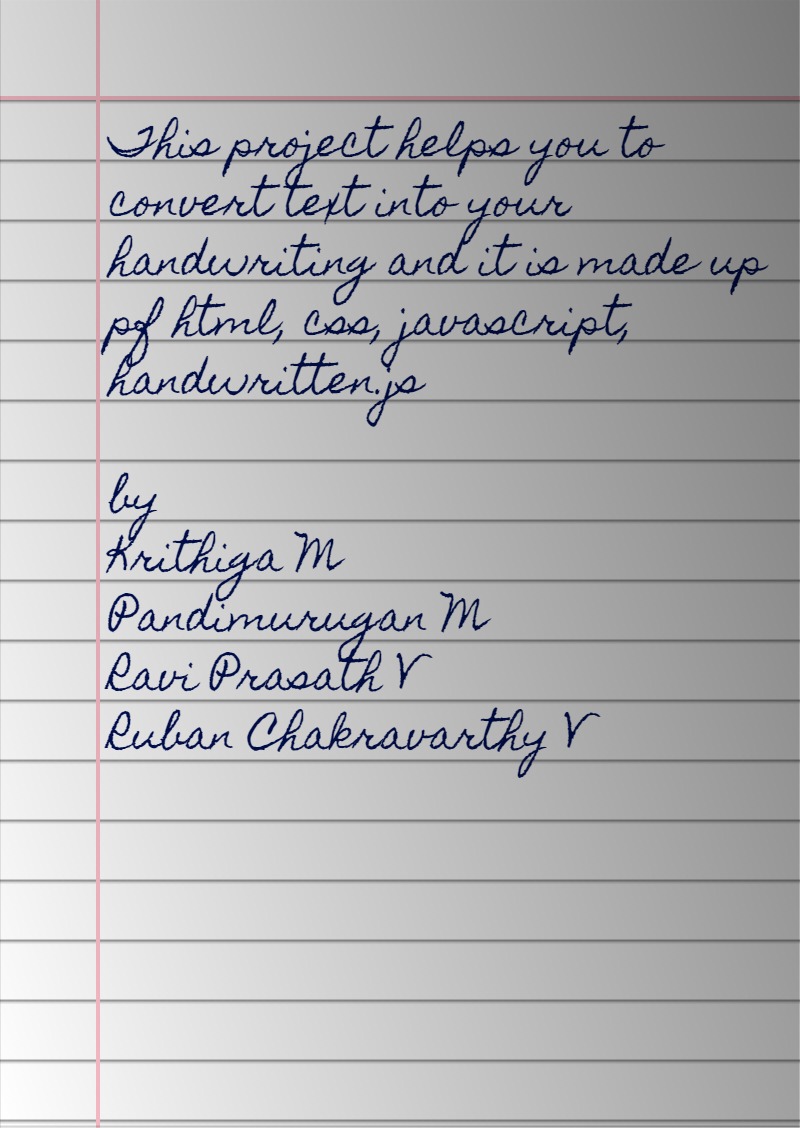 This project helps you to
convert text into your
handwriting and it is made up
pf html, css, javascript,
handwritten.js
by
Krithiga M
Pandimurugan M
Ravi Prasath V
Ruban Chakravarthy V